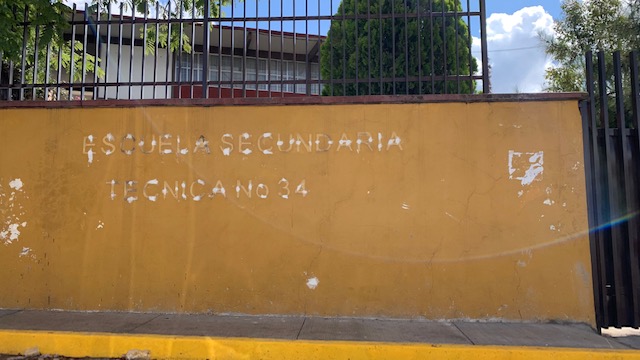 ESCUELA SECUNDARIA
TECNICA No 34